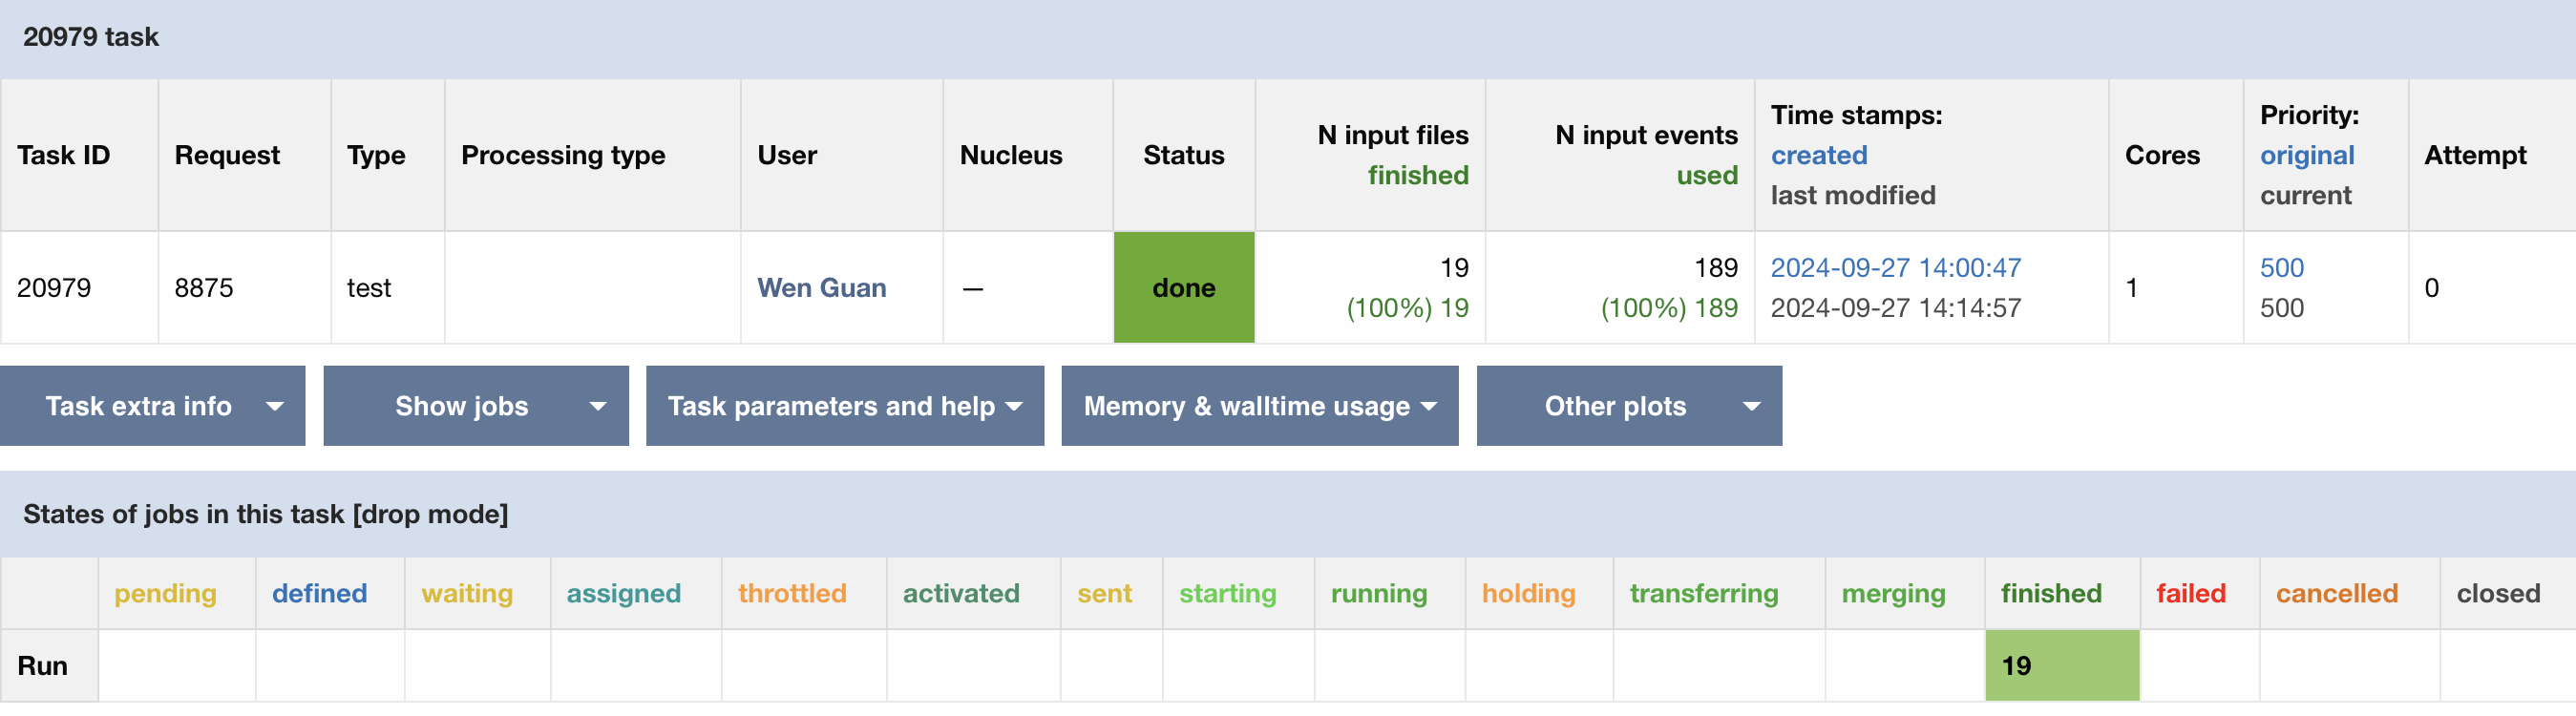 20979 task
Task ID Request Type Processing type User Nucleus Status N input files finished N input events used Time stamps: created last modified Cores Priority: original current Attempt
20979 8875 test Wen Guan — done 19 (100%) 19 189 (100%) 189 2024-09-27 14:00:47 2024-09-27 14:14:57 1 500 500 0
Task extra info Show jobs Task parameters and help Memory & walltime usage Other plots
States of jobs in this task [drop mode]
pending defined waiting assigned throttled activated sent starting running holding transferring merging finished failed cancelled closed
Run 19